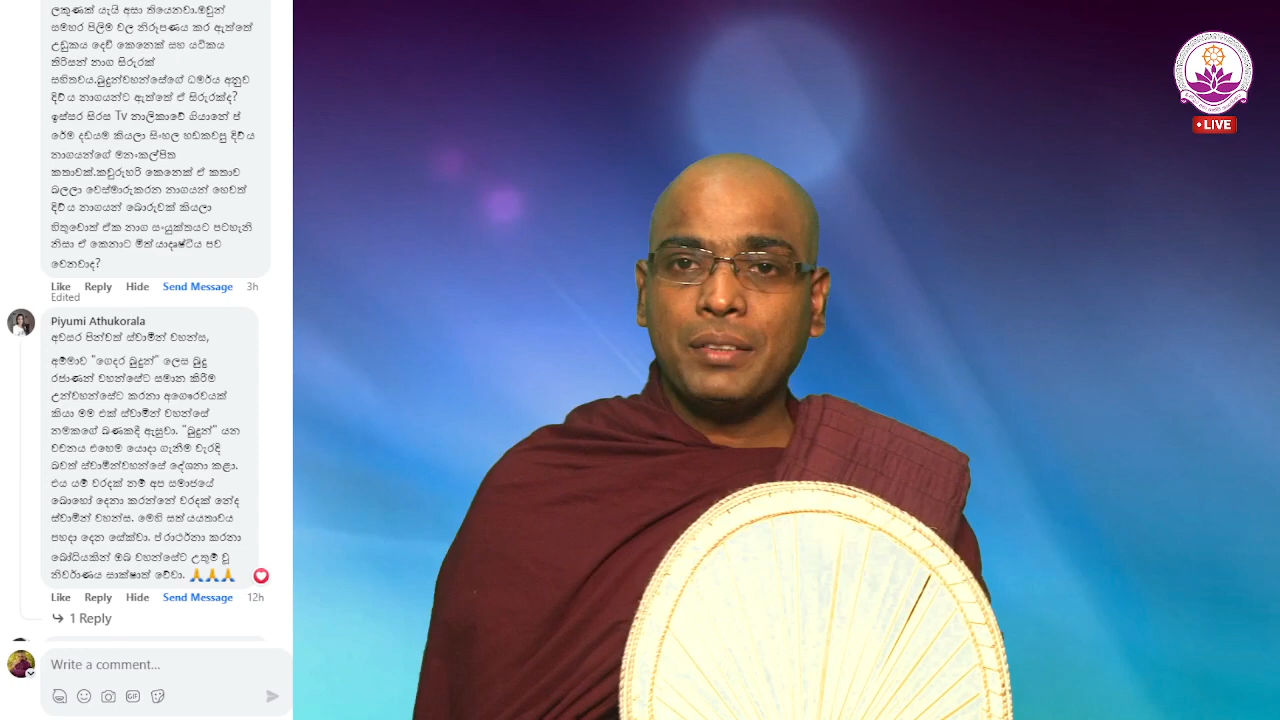 ලකුණක් යැයි අසා තියෙනවා.ඔවුන්
සමහර පිලිම වල නිරූපණය කර ඇත්තේ
උඩුකය දෙවි කෙනෙක් සහ යටිකය
තිරිසන් නාග සිරුරක්
සහිතවය.බුදුන්වහන්සේගේ ධර්මය අනුව
දිව්‍ය නාගයන්ට ඇත්තේ ඒ සිරුරක්ද?
ඉස්සර සිරස Tv නාලිකාවේ ගියානේ ප්
රේම දඩයම කියලා සිංහල හඬකවපු දිව්‍ය
නාගයන්ගේ මනඃකල්පිත
කතාවක්.කවුරුහරි කෙනෙක් ඒ කතාව
බලලා වෙස්මාරුකරන නාගයන් හෙවත්
දිව්‍ය නාගයන් බොරුවක් කියලා
හිතුවොත් ඒක නාග සංයුක්තයට පටහැනි
නිසා ඒ කෙනාට මිත්‍යාදෘෂ්ටිය පව
වෙනවාද?
Like Reply Hide Send Message 3h
Edited
Piyumi Athukorala
අවසර පින්වත් ස්වාමීන් වහන්ස,
අම්මාව "ගෙදර බුදුන්" ලෙස බුදු
රජාණන් වහන්සේට සමාන කිරීම
උන්වහන්සේට කරනා අගෞරවයක්
කියා මම එක් ස්වාමීන් වහන්සේ
නමකගේ බණකදී ඇසුවා. "බුදුන්" යන
වචනය එහෙම යොදා ගැනීම වැරදි
බවත් ස්වාමීන්වහන්සේ දේශනා කළා.
එය යම් වරදක් නම් අප සමාජයේ
බොහෝ දෙනා කරන්නේ වරදක් නේද
ස්වාමීන් වහන්ස. මෙහි සත්‍යයතාවය
පහදා දෙන සේක්වා. ප්‍රාර්ථනා කරනා
බෝධියකින් ඔබ වහන්සේට උතුම් වූ
නිර්වාණය සාක්ෂාත් වේවා. 🙏🙏🙏
Like Reply Hide Send Message 12h
1 Reply
Write a comment...
GIF
LIVE